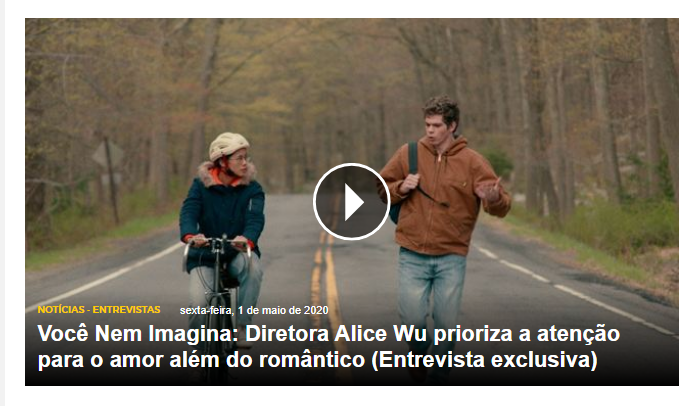 NOTÍCIAS - ENTREVISTAS sexta-feira, 1 de maio de 2020
Você Nem Imagina: Diretora Alice Wu prioriza a atenção
para o amor além do romântico (Entrevista exclusiva)